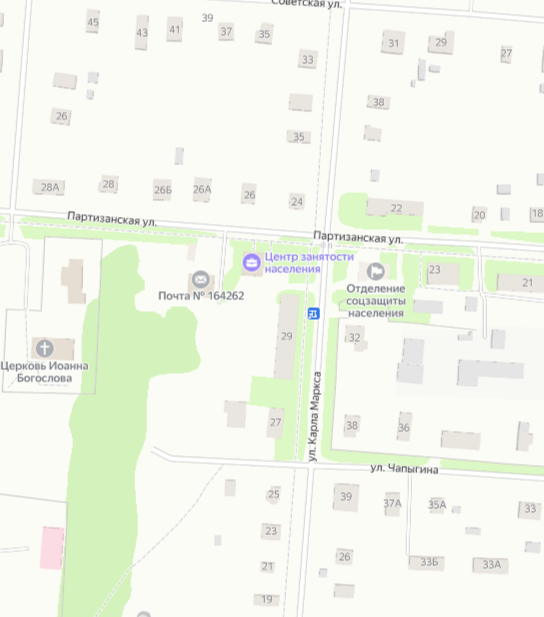 Советская ул.
45
43
41
39
37
35
33
31
29
27
38
26
35
28А
28
26Б
26А
26
24
22
20
18
Партизанская ул.
Партизанская ул.
Центр занятости
населения
Почта № 164262
Отделение
соцзащиты
населения
23
21
29
32
Церковь Иоанна
Богослова
ул. Карла Маркса
27
38
36
ул. Чапыгина
25
39
37А
35А
33
23
26
21
33Б
33А
19